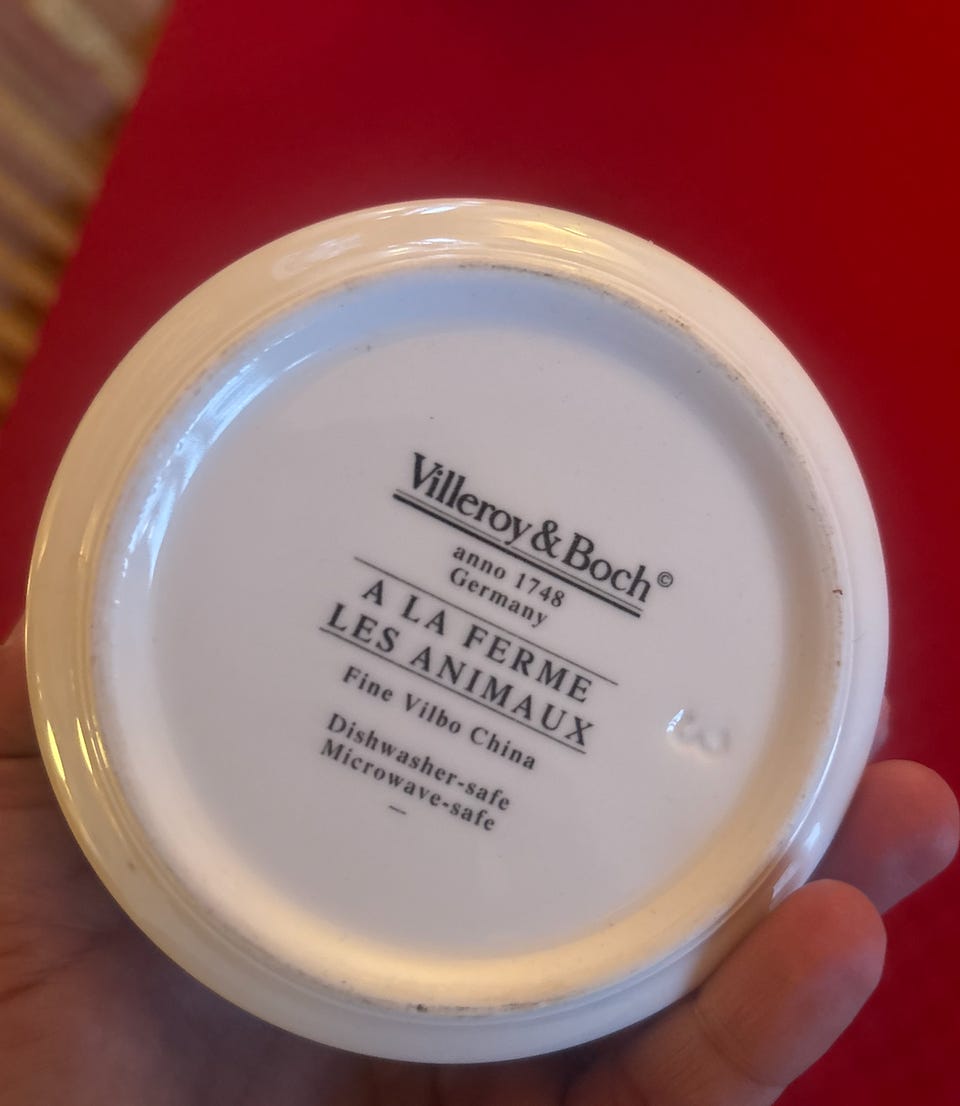 Villeroy & Boch ©
anno 1748
Germany
A LA FERME
LES ANIMAUX
Fine Vilbo China
Dishwasher-safe
Microwave-safe